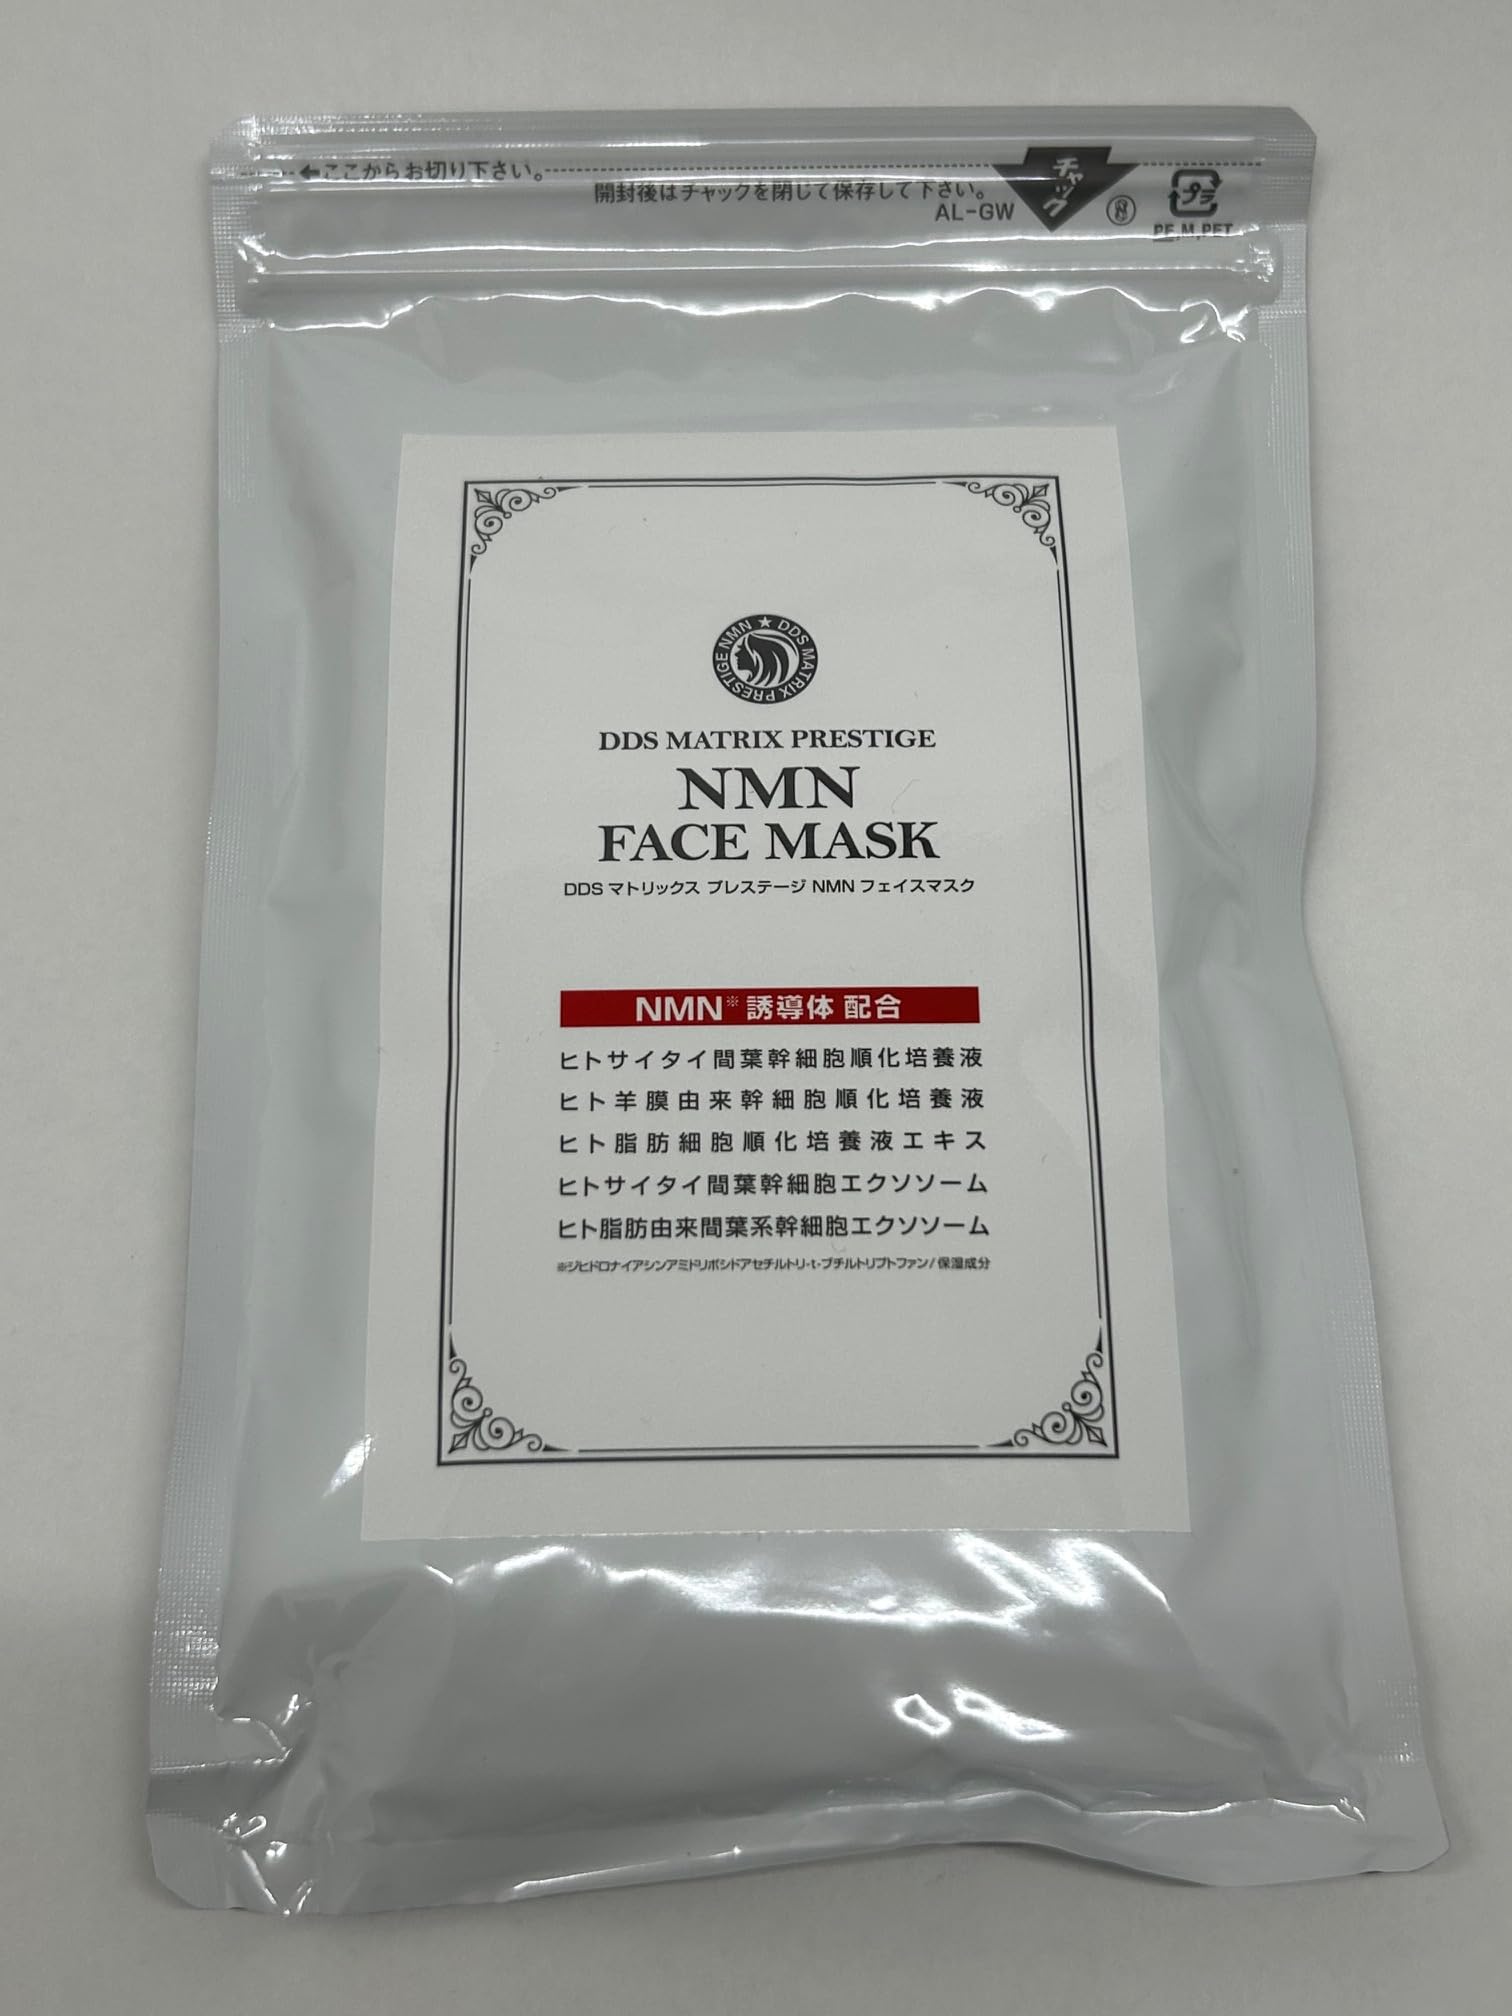 ←ここからお切り下さい。
開封後はチャックを閉じて保存して下さい。
AL-GW
チャック
プラ
PE,M,PET
DDS MATRIX PRESTIGE NMN ★
DDS MATRIX PRESTIGE
NMN
FACE MASK
DDS マトリックス プレステージ NMN フェイスマスク
NMN※誘導体 配合
ヒトサイタイ間葉幹細胞順化培養液
ヒト羊膜由来幹細胞順化培養液
ヒト脂肪細胞順化培養液エキス
ヒトサイタイ間葉幹細胞エクソソーム
ヒト脂肪由来間葉系幹細胞エクソソーム
※ジヒドロナイアシンアミドリボシドアセチルトリ-t-ブチルトリプトファン/保湿成分